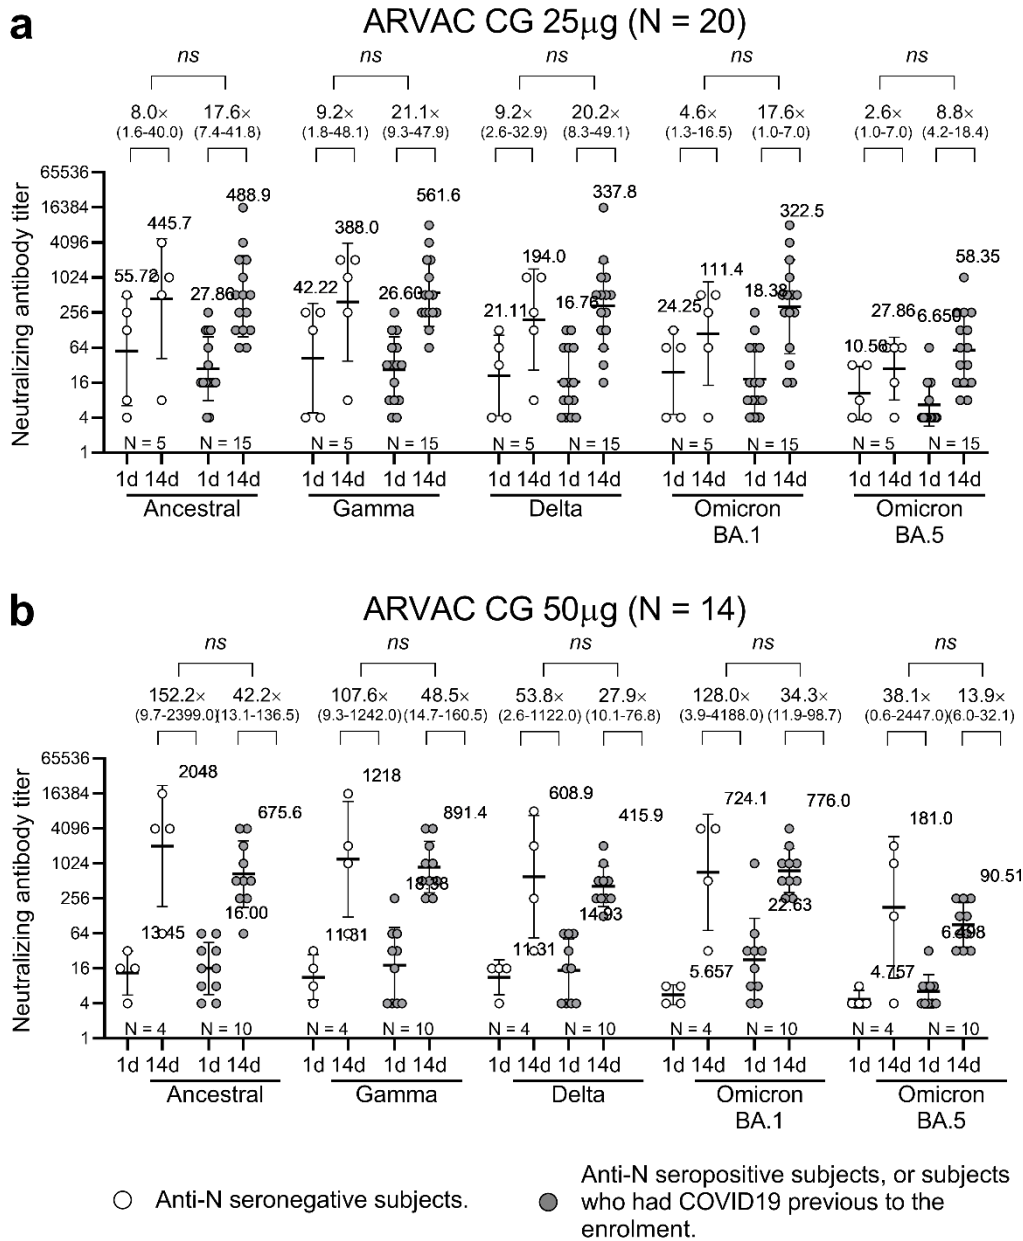 a
ARVAC CG 25μg (N = 20)
ns ns ns ns ns
8.0× 17.6× 9.2× 21.1× 9.2× 20.2× 4.6× 17.6× 2.6× 8.8×
(1.6-40.0) (7.4-41.8) (1.8-48.1) (9.3-47.9) (2.6-32.9) (8.3-49.1) (1.3-16.5) (1.0-7.0) (1.0-7.0) (4.2-18.4)
Neutralizing antibody titer
65536
16384
4096
1024
256
64
16
4
1
55.72 445.7 27.86 488.9
42.22 388.0 26.60 561.6
21.11 194.0 16.76 337.8
24.25 111.4 18.38 322.5
10.56 27.86 6.650 58.35
N = 5 N = 15 N = 5 N = 15 N = 5 N = 15 N = 5 N = 15 N = 5 N = 15
1d 14d 1d 14d 1d 14d 1d 14d 1d 14d 1d 14d 1d 14d 1d 14d 1d 14d 1d 14d
Ancestral Gamma Delta Omicron Omicron
BA.1 BA.5
b
ARVAC CG 50μg (N = 14)
ns ns ns ns ns
152.2× 42.2× 107.6× 48.5× 53.8× 27.9× 128.0× 34.3× 38.1× 13.9×
(9.7-2399.0) (13.1-136.5) (9.3-1242.0) (14.7-160.5) (2.6-1122.0) (10.1-76.8) (3.9-4188.0) (11.9-98.7) (0.6-2447.0) (6.0-32.1)
Neutralizing antibody titer
65536
16384
4096
1024
256
64
16
4
1
13.45 2048 16.00 675.6
1218 18.38 891.4
11.31 608.9 14.93 415.9
5.657 724.1 22.63 776.0
4.757 181.0 6.498 90.51
N = 4 N = 10 N = 4 N = 10 N = 4 N = 10 N = 4 N = 10 N = 4 N = 10
1d 14d 1d 14d 1d 14d 1d 14d 1d 14d 1d 14d 1d 14d 1d 14d 1d 14d 1d 14d
Ancestral Gamma Delta Omicron Omicron
BA.1 BA.5
Anti-N seronegative subjects.
Anti-N seropositive subjects, or subjects
who had COVID19 previous to the
enrolment.